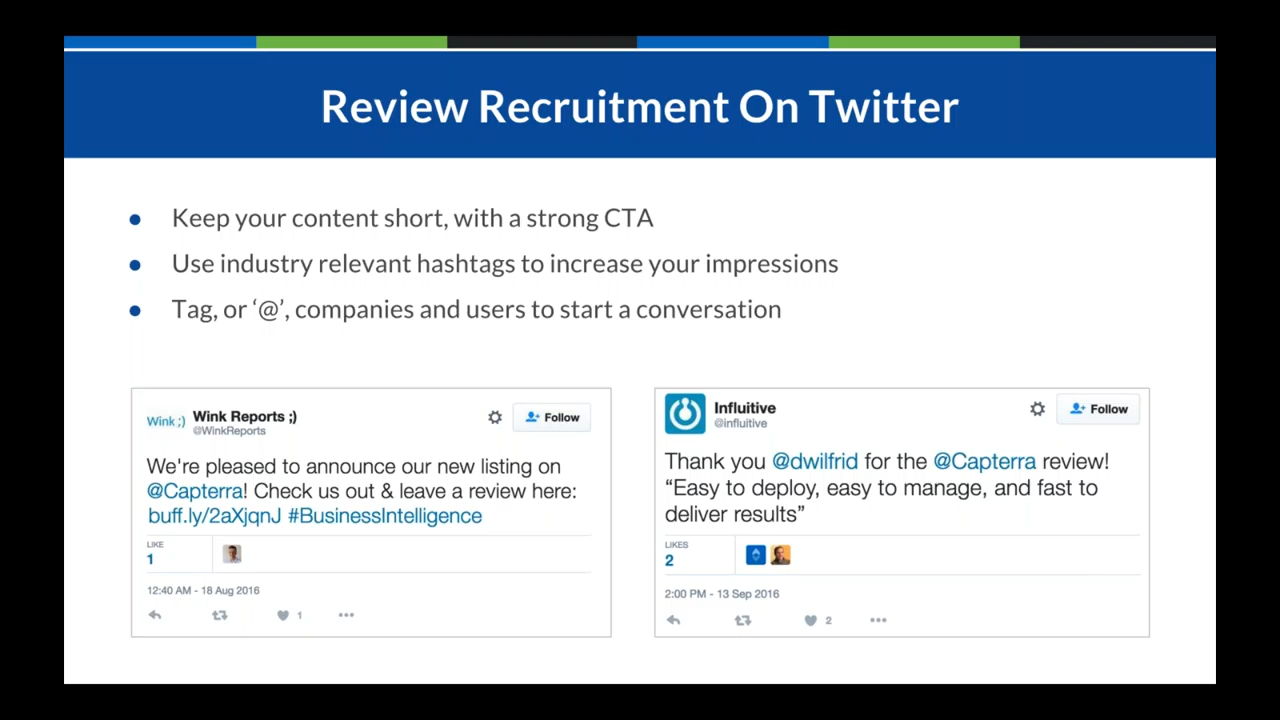 Review Recruitment On Twitter
● Keep your content short, with a strong CTA
● Use industry relevant hashtags to increase your impressions
● Tag, or ‘@’, companies and users to start a conversation
Wink ;)
Wink Reports ;)
@WinkReports
Follow
We're pleased to announce our new listing on
@Capterra! Check us out & leave a review here:
buff.ly/2aXjqnJ #BusinessIntelligence
LIKE
1
12:40 AM - 18 Aug 2016
1
Influitive
@influitive
Follow
Thank you @dwilfrid for the @Capterra review!
“Easy to deploy, easy to manage, and fast to
deliver results”
LIKES
2
2:00 PM - 13 Sep 2016
2